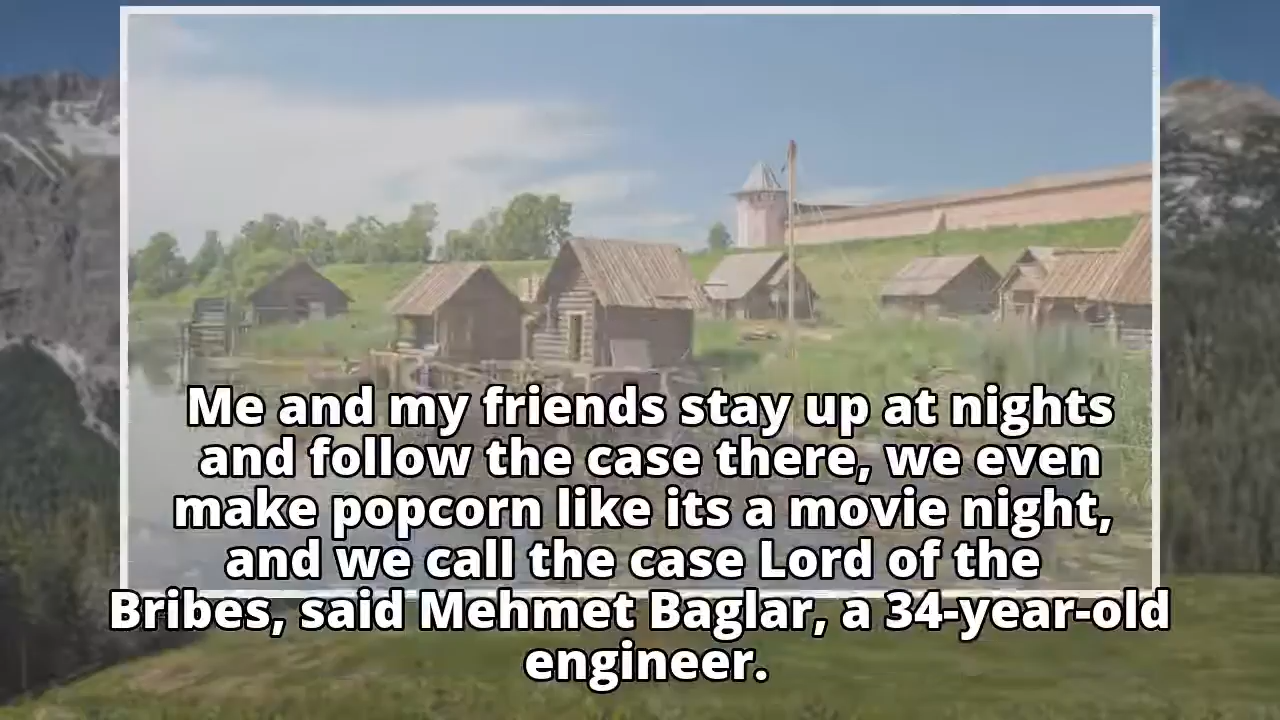 Me and my friends stay up at nights
and follow the case there, we even
make popcorn like its a movie night,
and we call the case Lord of the
Bribes, said Mehmet Baglar, a 34-year-old
engineer.